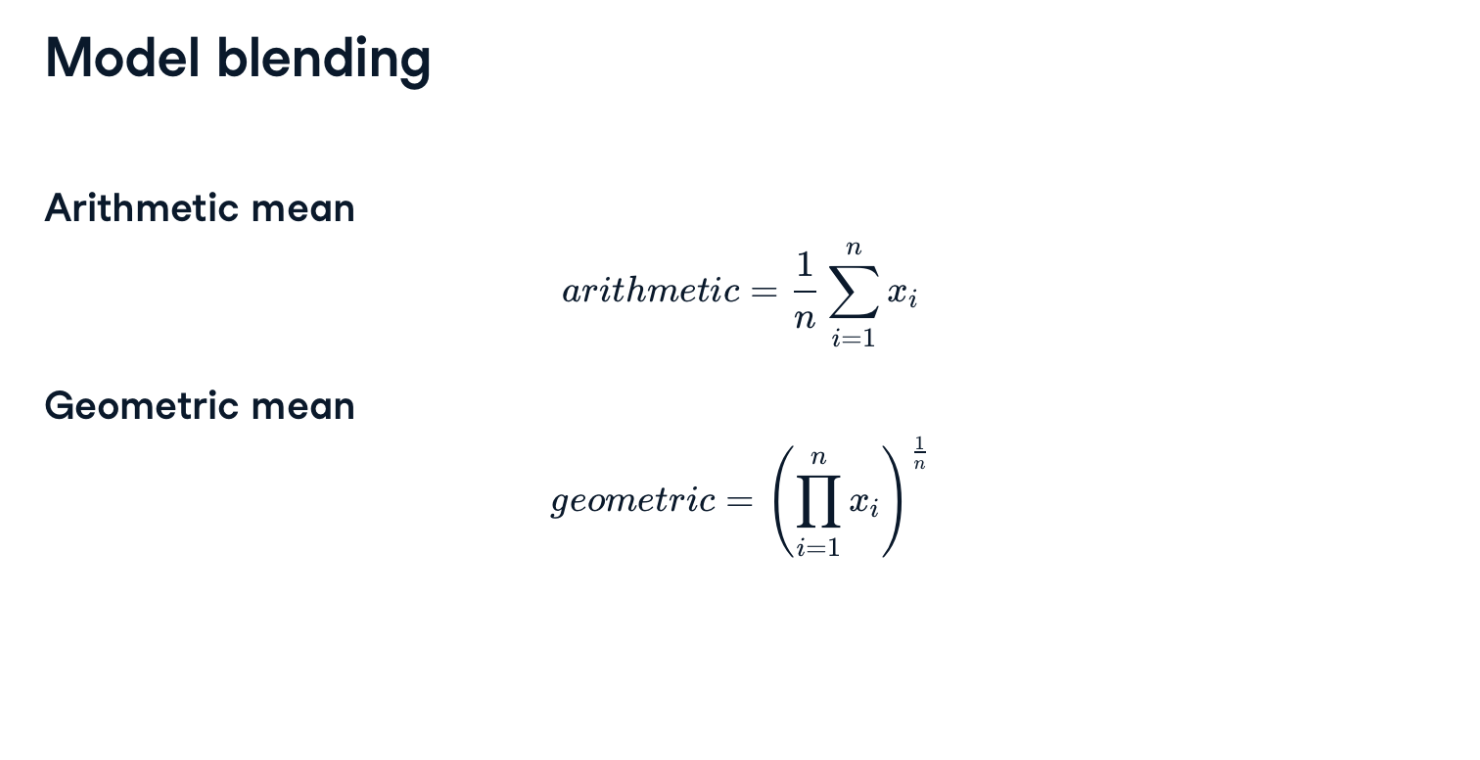 Model blending
Arithmetic mean
arithmetic = \frac{1}{n} \sum_{i=1}^{n} x_i
Geometric mean
geometric = \left( \prod_{i=1}^{n} x_i \right)^{\frac{1}{n}}